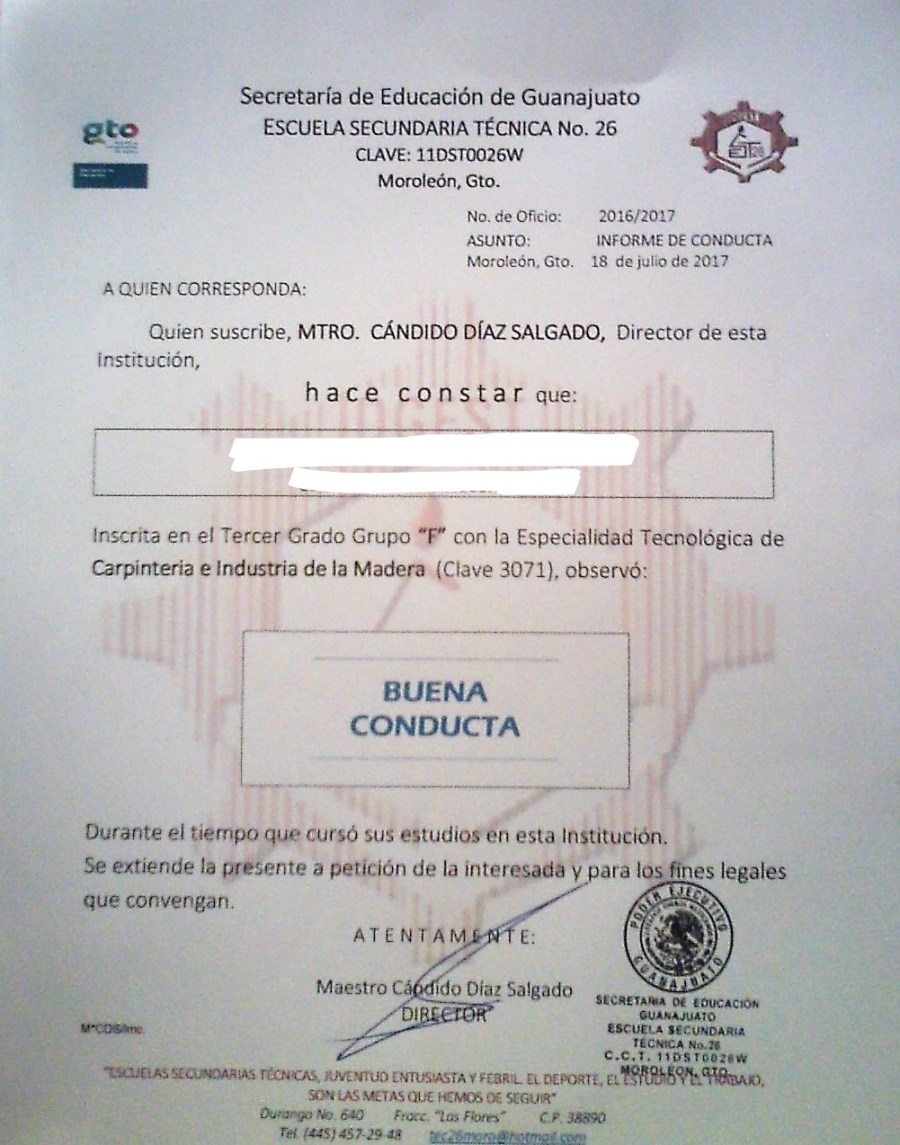 Secretaría de Educación de Guanajuato
ESCUELA SECUNDARIA TÉCNICA No. 26
CLAVE: 11DST0026W
Moroleón, Gto.
gto
No. de Oficio: 2016/2017
ASUNTO: INFORME DE CONDUCTA
Moroleón, Gto. 18 de julio de 2017
A QUIEN CORRESPONDA:
Quien suscribe, MTRO. CÁNDIDO DÍAZ SALGADO, Director de esta
Institución,
hace constar que:
Inscrita en el Tercer Grado Grupo "F" con la Especialidad Tecnológica de
Carpinteria e Industria de la Madera (Clave 3071), observó:
BUENA
CONDUCTA
Durante el tiempo que cursó sus estudios en esta Institución.
Se extiende la presente a petición de la interesada y para los fines legales
que convengan.
ATENTAMENTE:
Maestro Cándido Díaz Salgado
DIRECTOR
PODER EJECUTIVO
GUANAJUATO
SECRETARIA DE EDUCACIÓN
GUANAJUATO
ESCUELA SECUNDARIA
TÉCNICA No.26
C.C.T. 11DST0026W
MOROLEON, GTO.
"ESCUELAS SECUNDARIAS TÉCNICAS, JUVENTUD ENTUSIASTA Y FEBRIL. EL DEPORTE, EL ESTUDIO Y EL TRABAJO,
SON LAS METAS QUE HEMOS DE SEGUIR"
Durango No. 640 Fracc. "Las Flores" C.P. 38890
Tel. (445) 457-29-48 tec26moro@hotmail.com